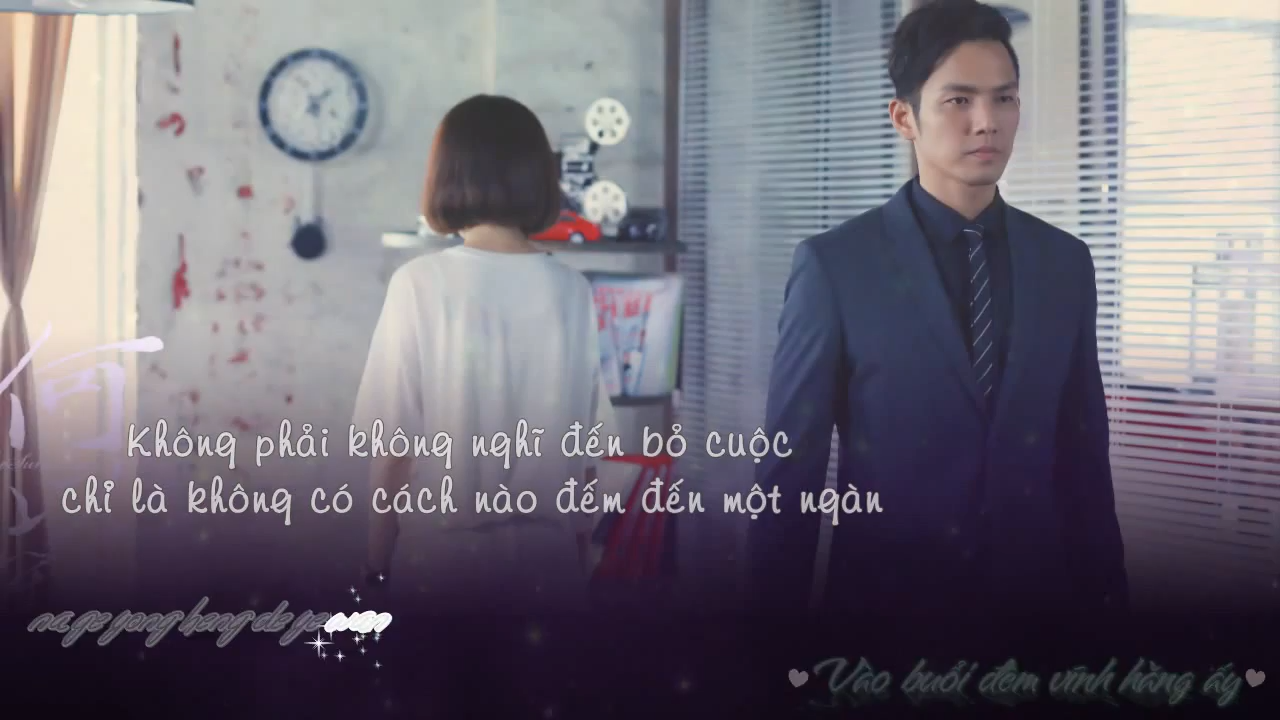 何
Không phải không nghĩ đến bỏ cuộc
chỉ là không có cách nào đếm đến một ngàn
na ge yong heng de ye wan
Vào buổi đêm vĩnh hằng ấy